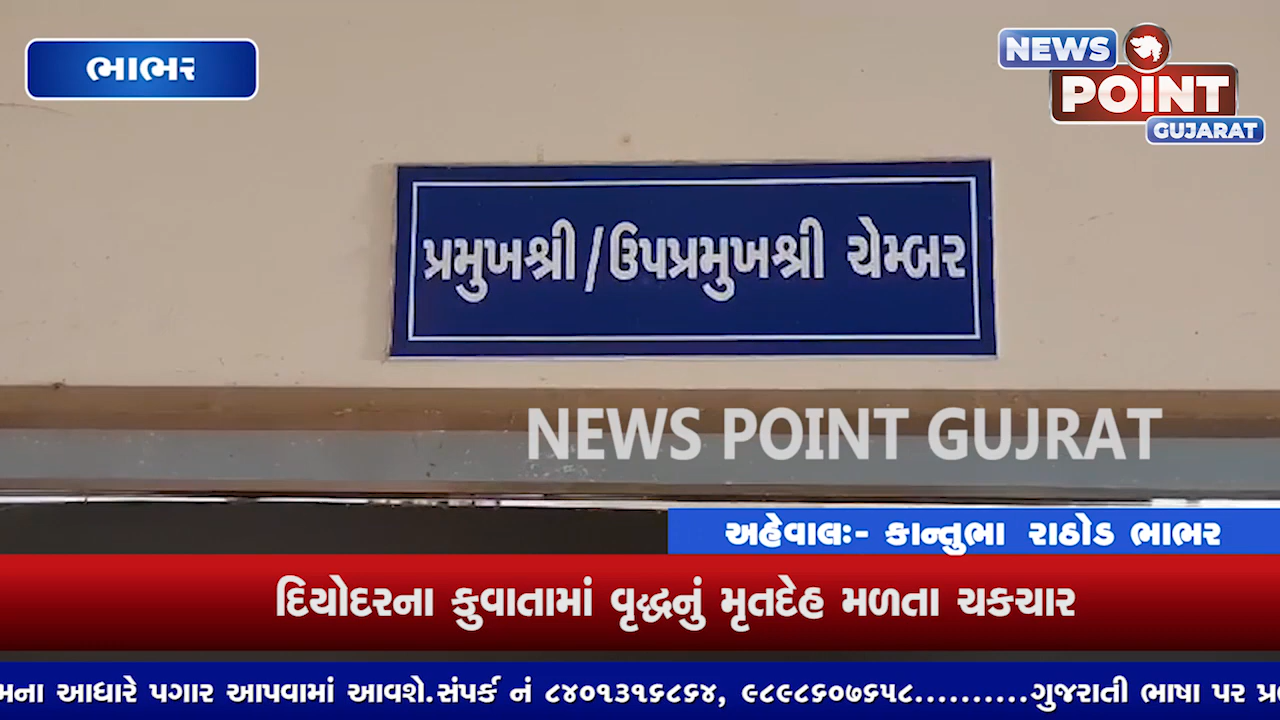 ભાભર
NEWS
POINT
GUJARAT
પ્રમુખશ્રી/ઉપપ્રમુખશ્રી ચેમ્બર
NEWS POINT GUJRAT
અહેવાલઃ- કાન્તુભા રાઠોડ ભાભર
દિયોદરના કુવાતામાં વૃદ્ધનું મૃતદેહ મળતા ચકચાર
આધારે પગાર આપવામાં આવશે.સંપર્ક નં ૮૪૦૧૩૧૬૮૬૪, ૯૮૯૮૬૦૭૬૫૮..........ગુજરાતી ભાષા પર